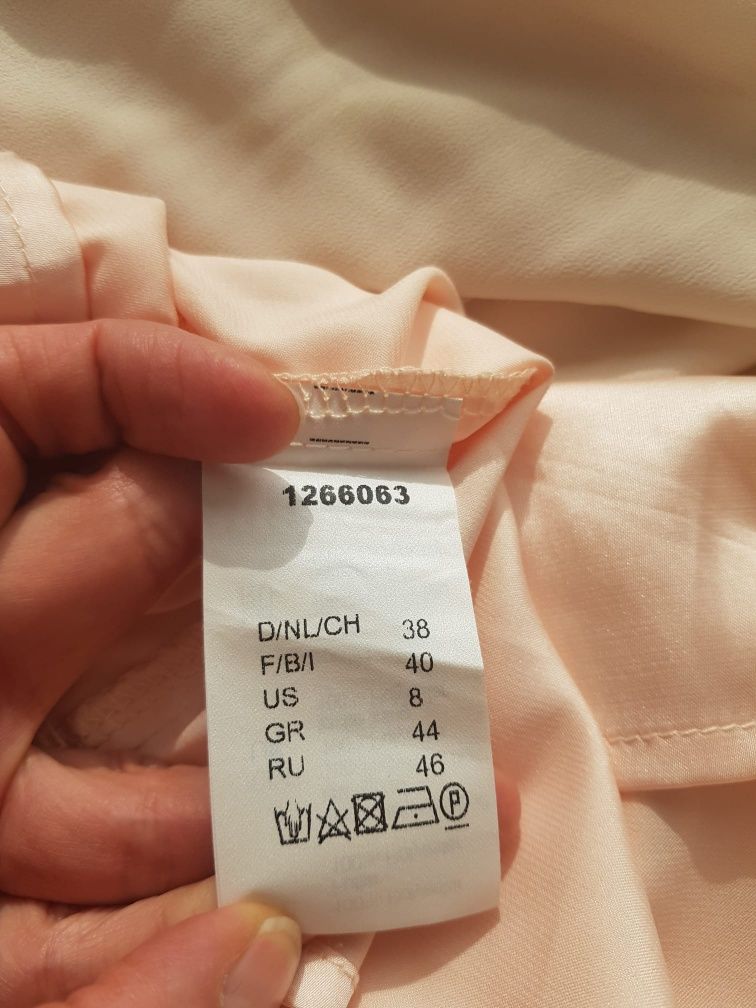 1266063
D/NL/CH 38
F/B/I 40
US 8
GR 44
RU 46
P